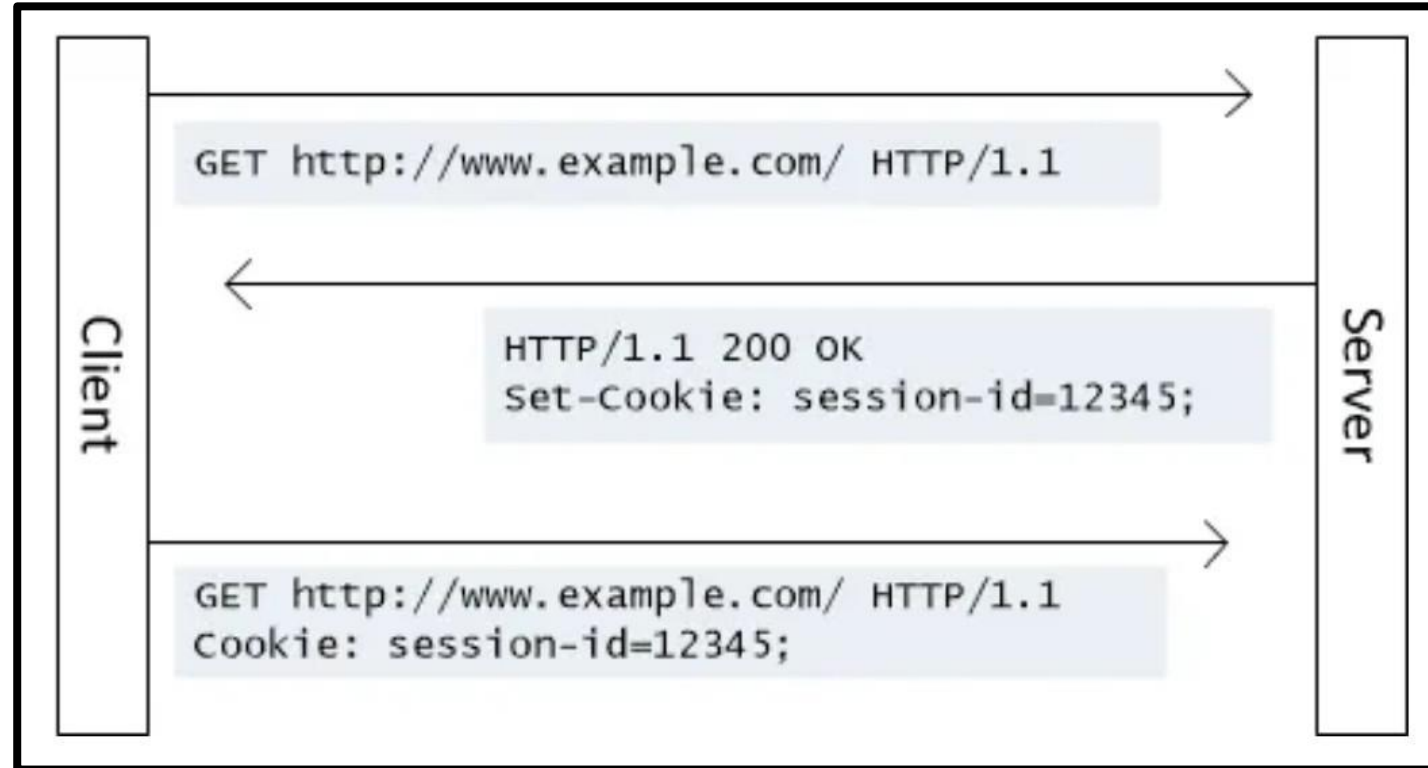 Client
GET http://www.example.com/ HTTP/1.1
HTTP/1.1 200 OK
Set-Cookie: session-id=12345;
GET http://www.example.com/ HTTP/1.1
Cookie: session-id=12345;
Server